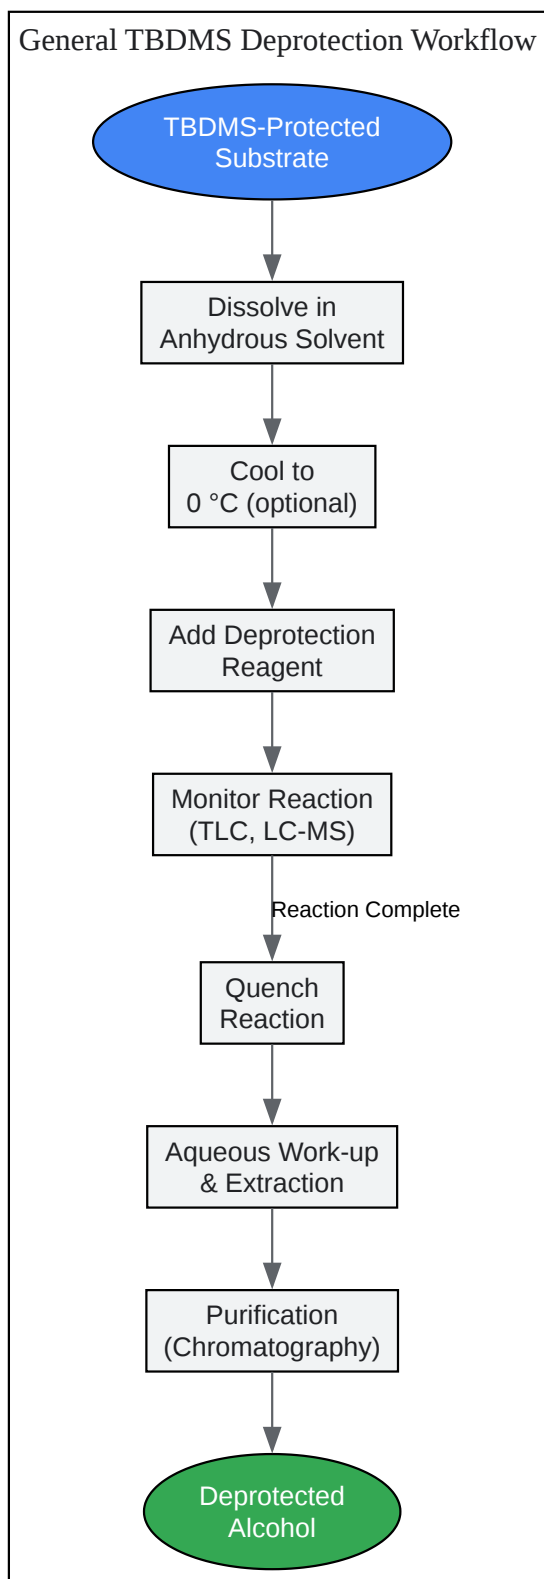 General TBDMS Deprotection Workflow
TBDMS-Protected
Substrate
Dissolve in
Anhydrous Solvent
Cool to
0 °C (optional)
Add Deprotection
Reagent
Monitor Reaction
(TLC, LC-MS)
Reaction Complete
Quench
Reaction
Aqueous Work-up
& Extraction
Purification
(Chromatography)
Deprotected
Alcohol